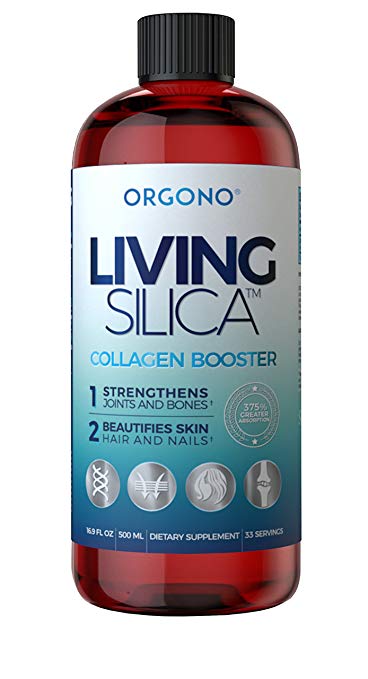 ORGONO®
LIVING
SILICA™
COLLAGEN BOOSTER
1 STRENGTHENS
JOINTS AND BONES†
2 BEAUTIFIES SKIN
HAIR AND NAILS†
375%
GREATER
ABSORPTION
16.9 FL OZ | 500 ML | DIETARY SUPPLEMENT | 33 SERVINGS